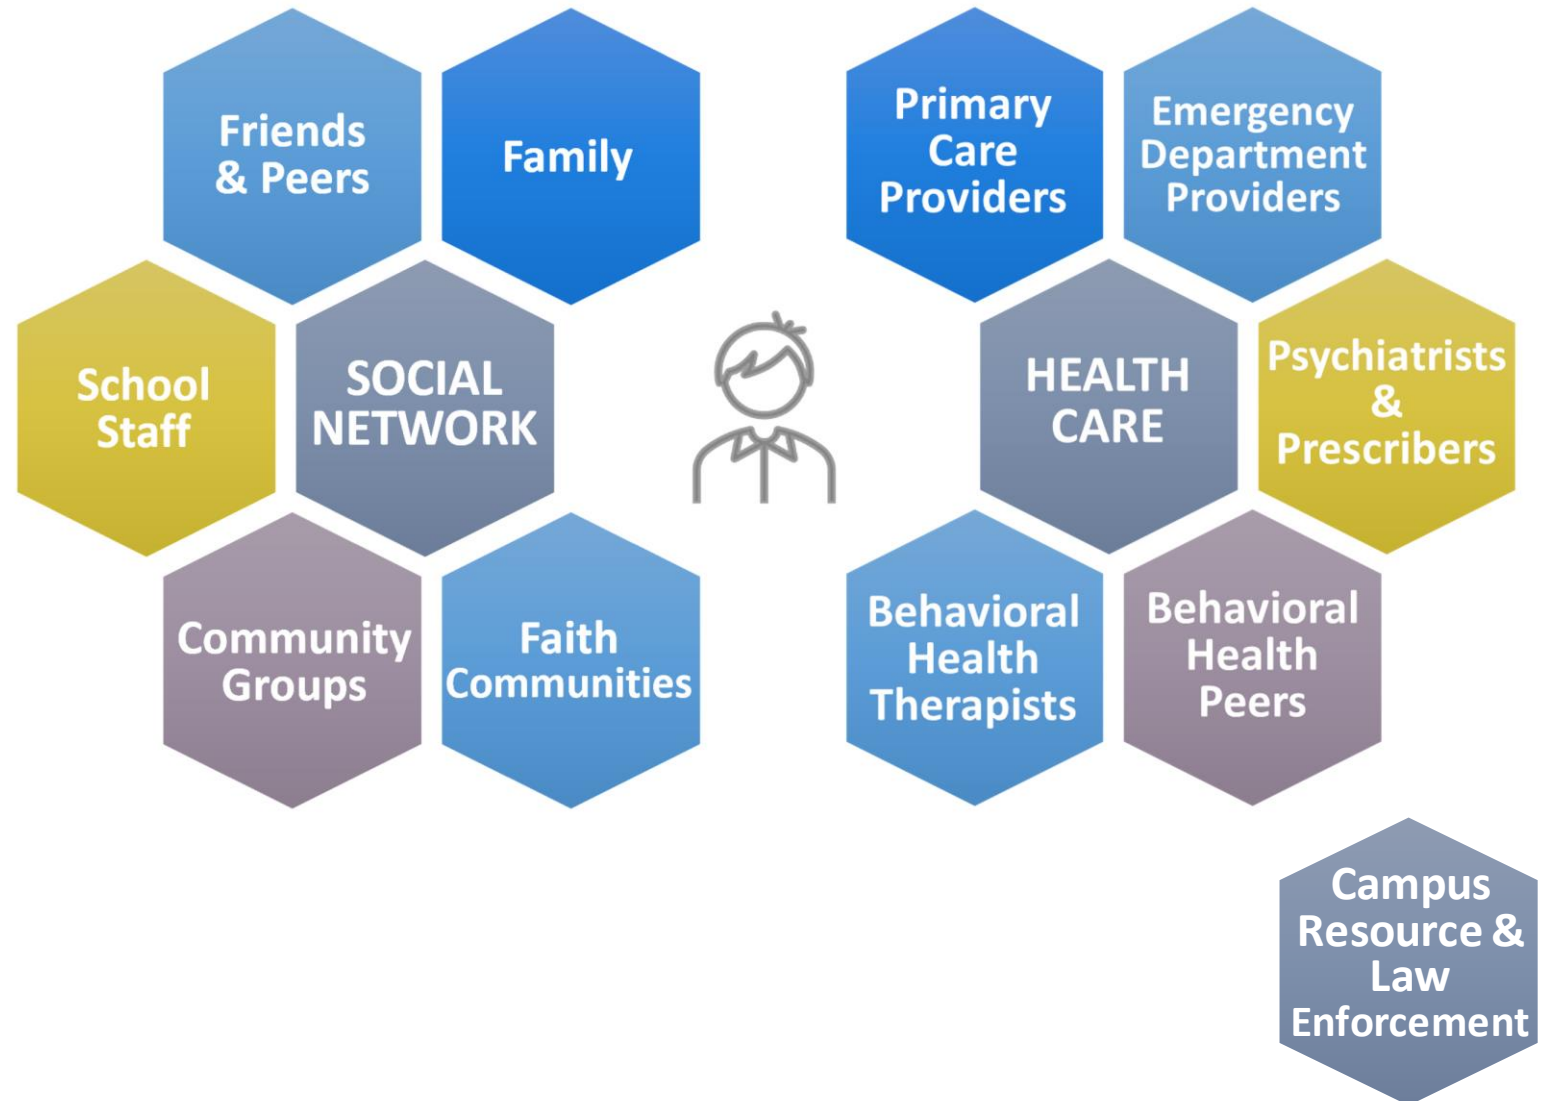 Friends
& Peers
Family
School
Staff
SOCIAL
NETWORK
Community
Groups
Faith
Communities
Primary
Care
Providers
Emergency
Department
Providers
HEALTH
CARE
Psychiatrists
&
Prescribers
Behavioral
Health
Therapists
Behavioral
Health
Peers
Campus
Resource &
Law
Enforcement